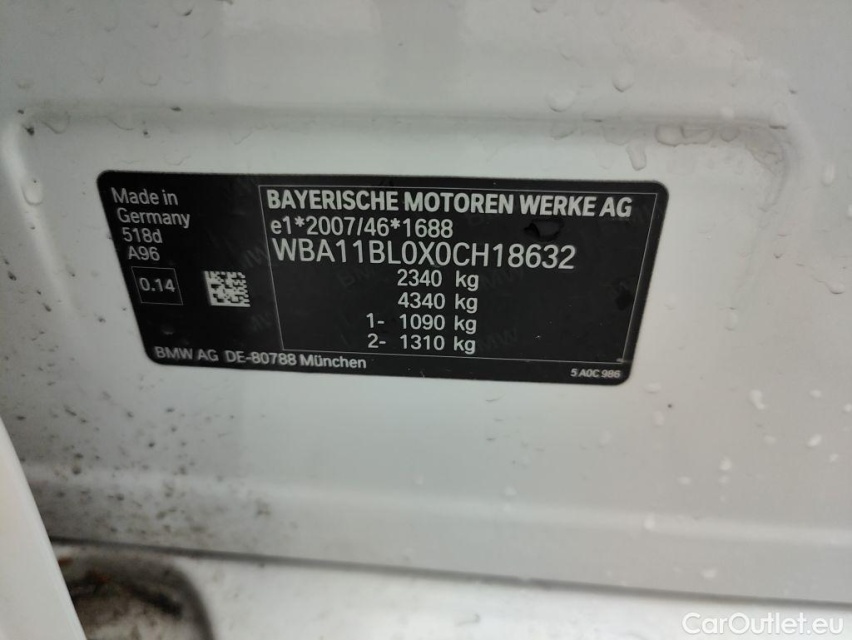 Made in
Germany
518d
A96
0.14
BAYERISCHE MOTOREN WERKE AG
e1*2007/46*1688
WBA11BL0X0CH18632
2340 kg
4340 kg
1- 1090 kg
2- 1310 kg
BMW AG DE-80788 München
5 A0C 986
CarOutlet.eu